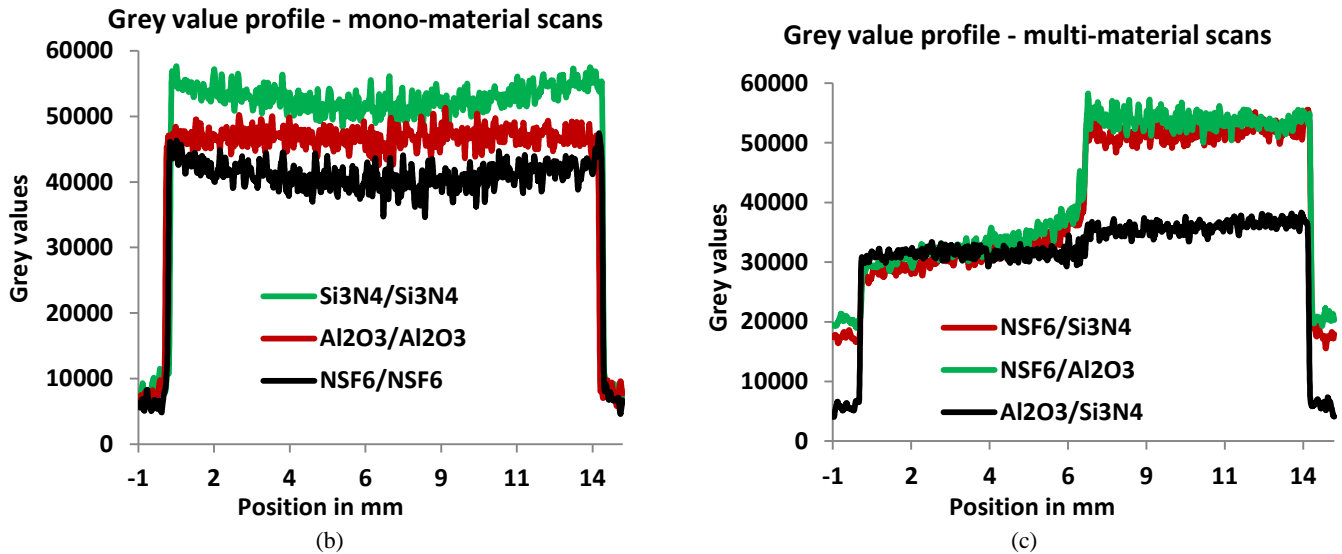 Grey value profile - mono-material scans
60000
50000
40000
30000
20000
10000
0
Grey values
Si3N4/Si3N4
Al2O3/Al2O3
NSF6/NSF6
-1 2 4 6 9 11 14
Position in mm
(b)
Grey value profile - multi-material scans
60000
50000
40000
30000
20000
10000
0
Grey values
NSF6/Si3N4
NSF6/Al2O3
Al2O3/Si3N4
-1 2 4 6 9 11 14
Position in mm
(c)